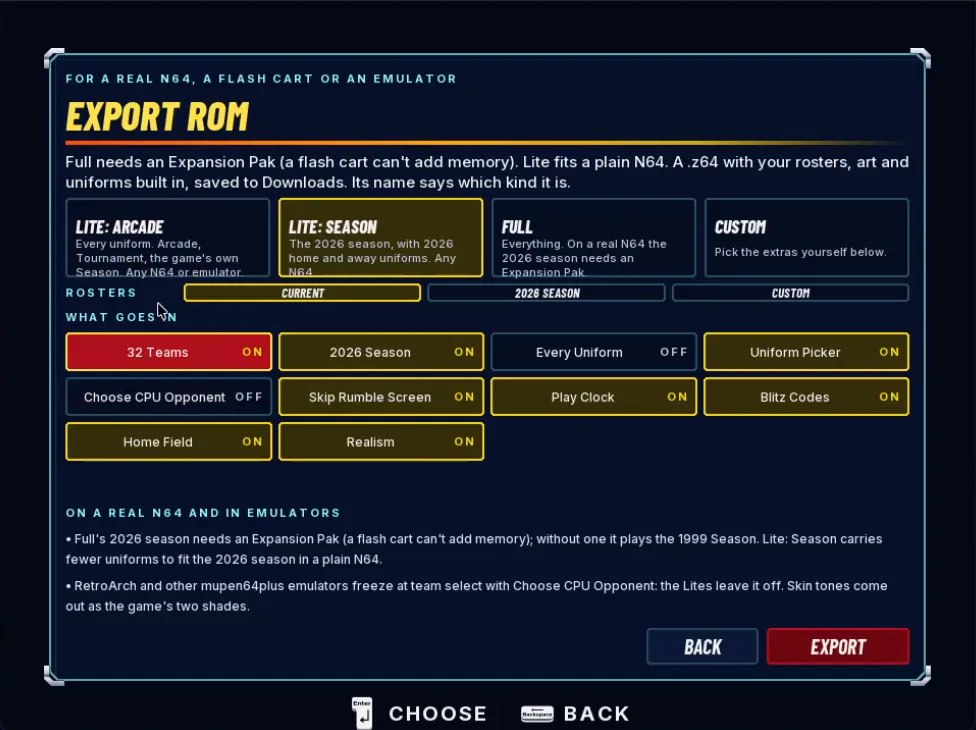 FOR A REAL N64, A FLASH CART OR AN EMULATOR
EXPORT ROM
Full needs an Expansion Pak (a flash cart can't add memory). Lite fits a plain N64. A .z64 with your rosters, art and
uniforms built in, saved to Downloads. Its name says which kind it is.
LITE: ARCADE
Every uniform. Arcade,
Tournament, the game's own
Season. Any N64 or emulator.
LITE: SEASON
The 2026 season, with 2026
home and away uniforms. Any
N64.
FULL
Everything. On a real N64 the
2026 season needs an
Expansion Pak.
CUSTOM
Pick the extras yourself below.
ROSTERS
CURRENT
2026 SEASON
CUSTOM
WHAT GOES IN
32 Teams ON
2026 Season ON
Every Uniform OFF
Uniform Picker ON
Choose CPU Opponent OFF
Skip Rumble Screen ON
Play Clock ON
Blitz Codes ON
Home Field ON
Realism ON
ON A REAL N64 AND IN EMULATORS
• Full's 2026 season needs an Expansion Pak (a flash cart can't add memory); without one it plays the 1999 Season. Lite: Season carries
fewer uniforms to fit the 2026 season in a plain N64.
• RetroArch and other mupen64plus emulators freeze at team select with Choose CPU Opponent: the Lites leave it off. Skin tones come
out as the game's two shades.
BACK
EXPORT
Enter CHOOSE
Backspace BACK